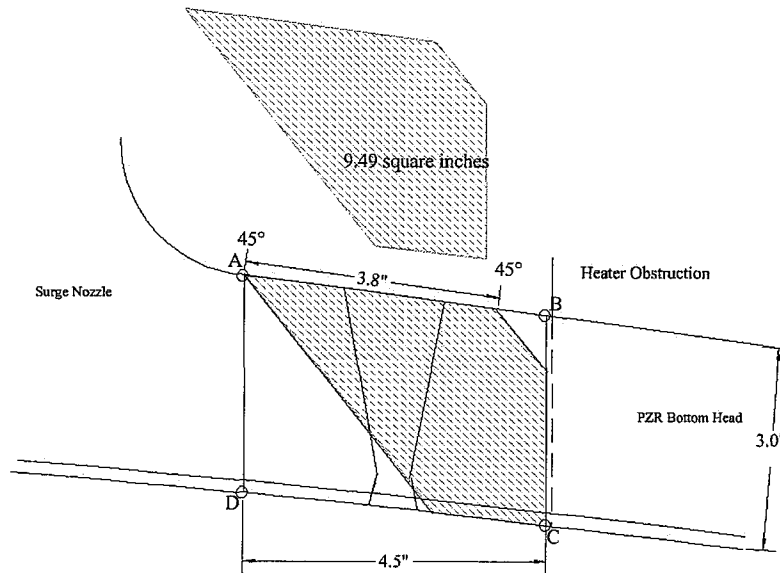 9.49 square inches
45°
A
3.8"
45°
Heater Obstruction
Surge Nozzle
B
PZR Bottom Head
3.0
D
C
4.5"